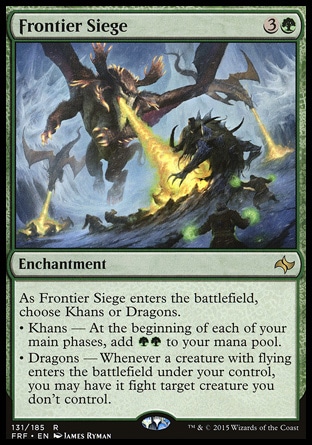 Frontier Siege 3
Enchantment
As Frontier Siege enters the battlefield,
choose Khans or Dragons.
• Khans — At the beginning of each of your
main phases, add to your mana pool.
• Dragons — Whenever a creature with flying
enters the battlefield under your control,
you may have it fight target creature you
don't control.
131/185 R
FRF • EN JAMES RYMAN
™ & © 2015 Wizards of the Coast